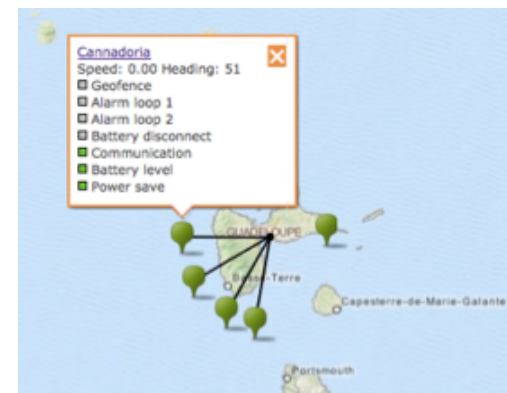 Cannadoria
Speed: 0.00 Heading: 51
Geofence
Alarm loop 1
Alarm loop 2
Battery disconnect
Communication
Battery level
Power save
GUADELOUPE
Basse-Terre
Capesterre-de-Marie-Galante
Portsmouth